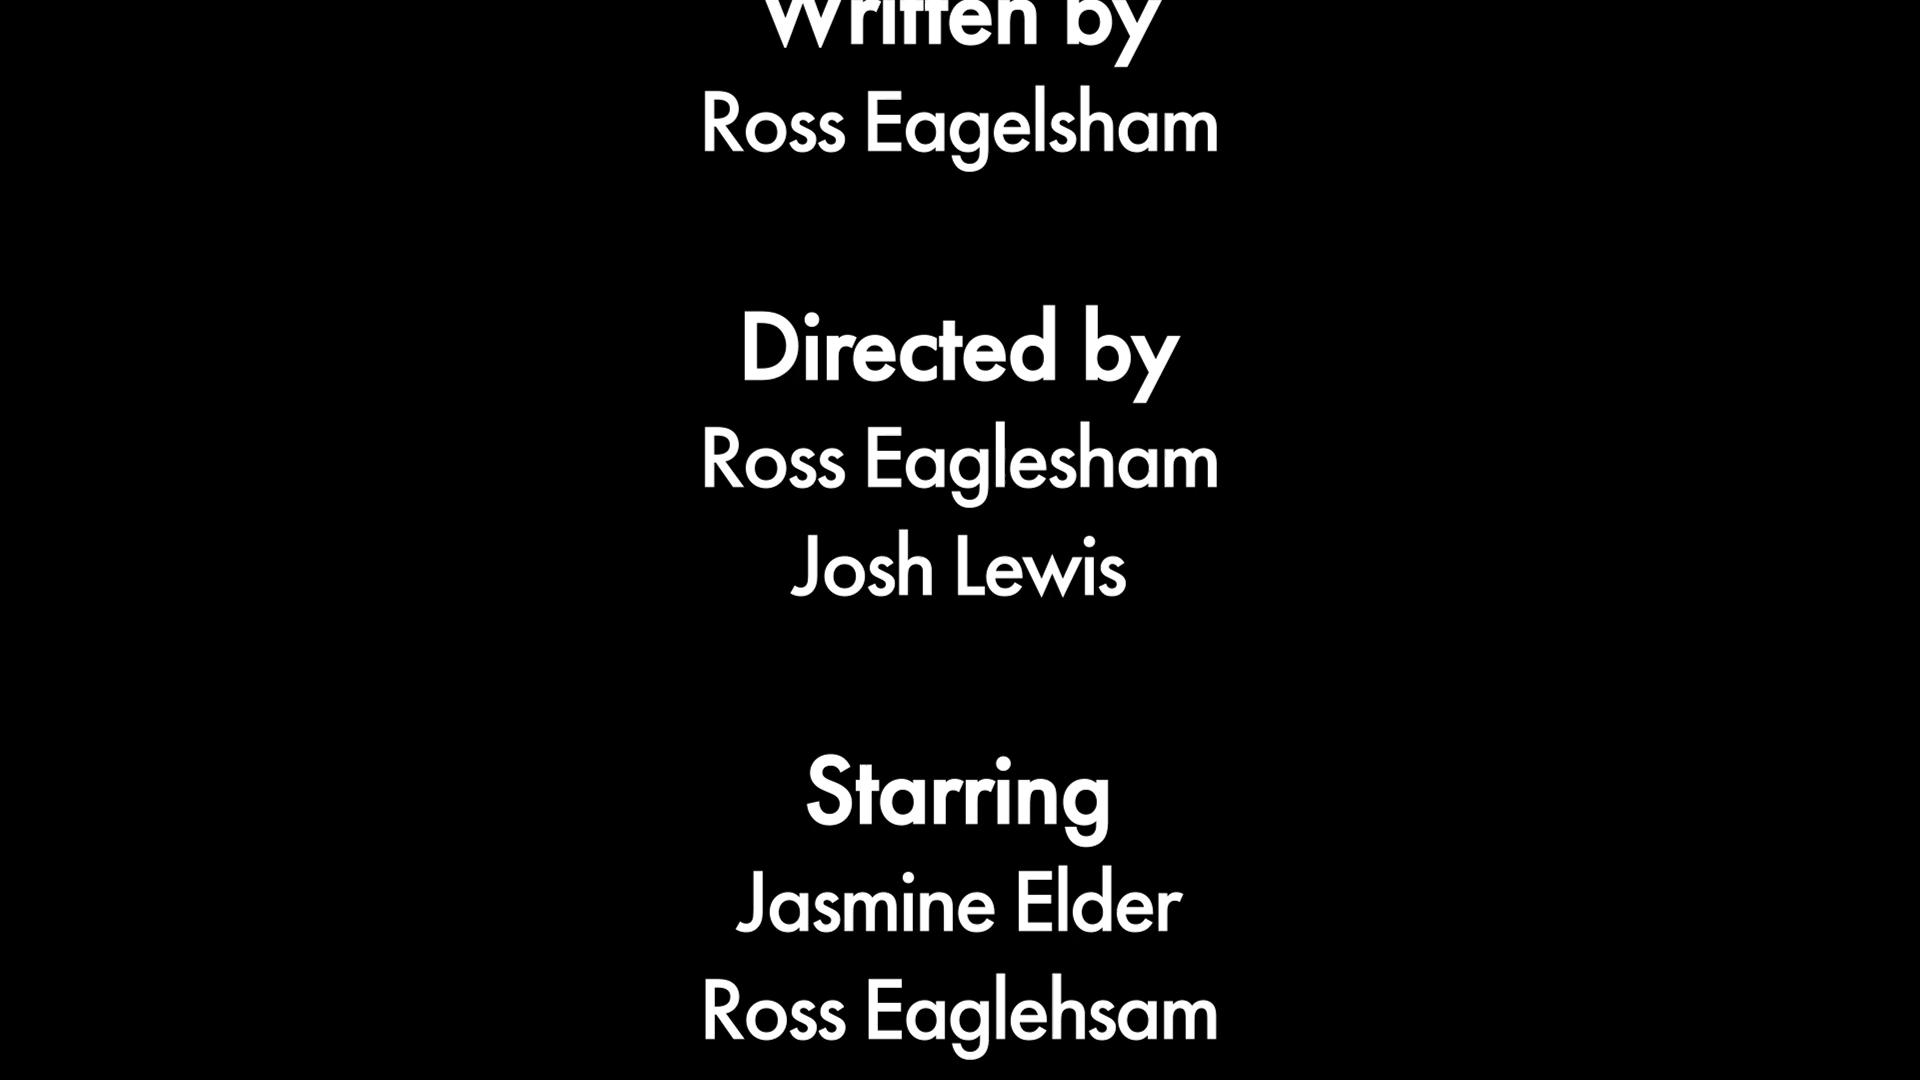 Written by
Ross Eagelsham
Directed by
Ross Eaglesham
Josh Lewis
Starring
Jasmine Elder
Ross Eaglehsam